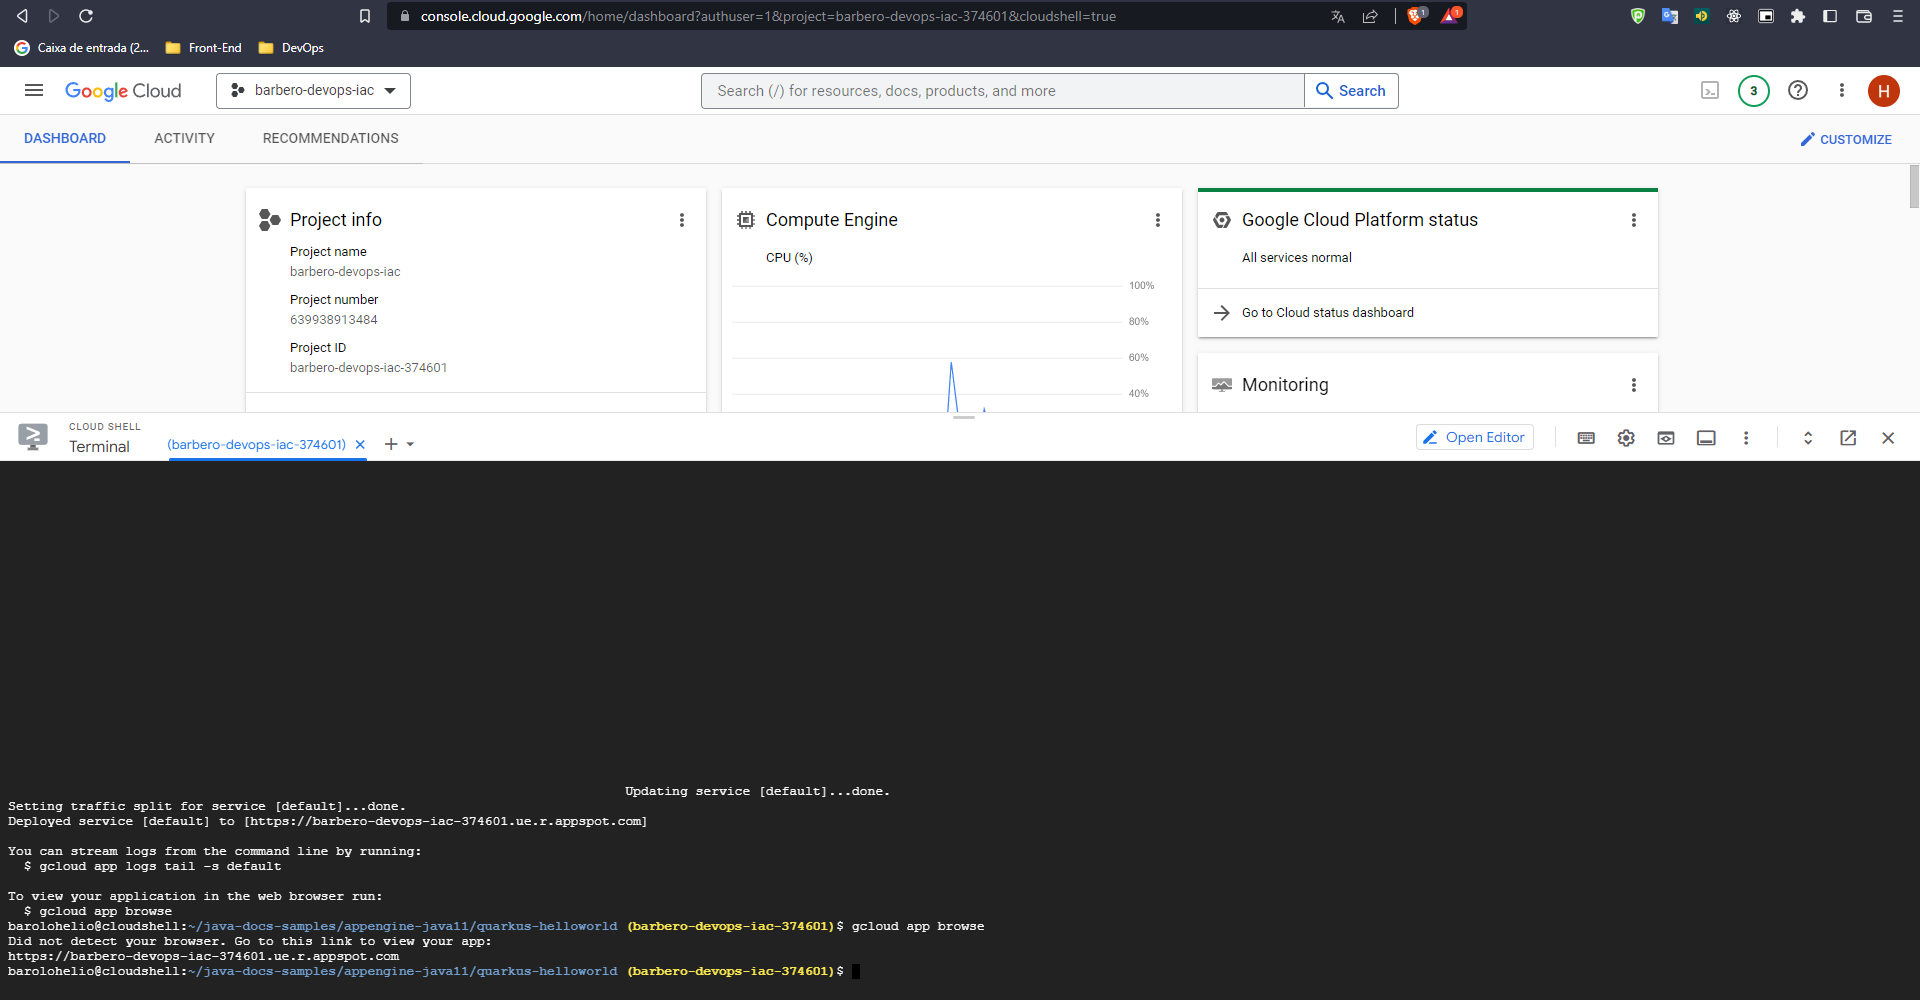 console.cloud.google.com/home/dashboard?authuser=1&project=barbero-devops-iac-374601&cloudshell=true
1
1
Caixa de entrada (2...
Front-End
DevOps
Google Cloud
barbero-devops-iac
Search (/) for resources, docs, products, and more
Search
3
H
DASHBOARD
ACTIVITY
RECOMMENDATIONS
CUSTOMIZE
Project info
Project name
barbero-devops-iac
Project number
639938913484
Project ID
barbero-devops-iac-374601
Compute Engine
CPU (%)
100%
80%
60%
40%
Google Cloud Platform status
All services normal
Go to Cloud status dashboard
Monitoring
CLOUD SHELL
Terminal
(barbero-devops-iac-374601)
Open Editor
Updating service [default]...done.
Setting traffic split for service [default]...done.
Deployed service [default] to [https://barbero-devops-iac-374601.ue.r.appspot.com]
You can stream logs from the command line by running:
$ gcloud app logs tail -s default
To view your application in the web browser run:
$ gcloud app browse
barolohelio@cloudshell:~/java-docs-samples/appengine-java11/quarkus-helloworld (barbero-devops-iac-374601)$ gcloud app browse
Did not detect your browser. Go to this link to view your app:
https://barbero-devops-iac-374601.ue.r.appspot.com
barolohelio@cloudshell:~/java-docs-samples/appengine-java11/quarkus-helloworld (barbero-devops-iac-374601)$